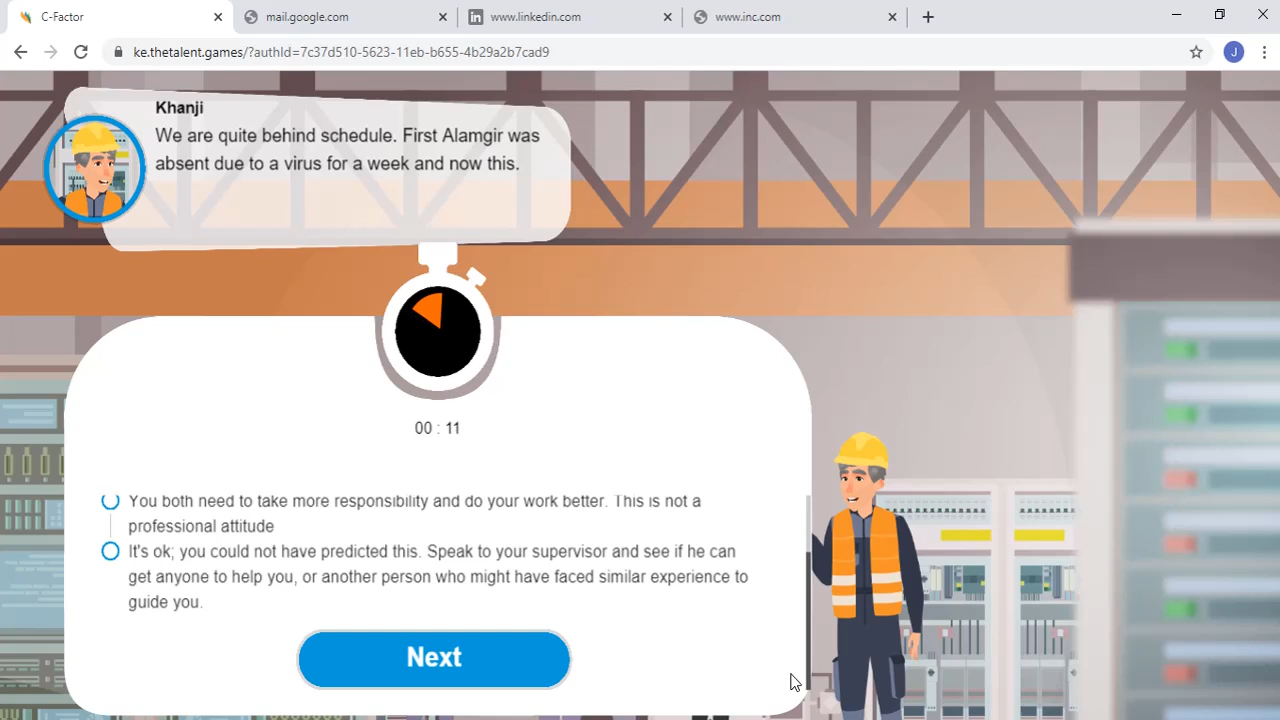 C-Factor
mail.google.com
www.linkedin.com
www.inc.com
ke.thetalent.games/?authId=7c37d510-5623-11eb-b655-4b29a2b7cad9
J
Khanji
We are quite behind schedule. First Alamgir was
absent due to a virus for a week and now this.
00 : 11
You both need to take more responsibility and do your work better. This is not a
professional attitude
It's ok; you could not have predicted this. Speak to your supervisor and see if he can
get anyone to help you, or another person who might have faced similar experience to
guide you.
Next